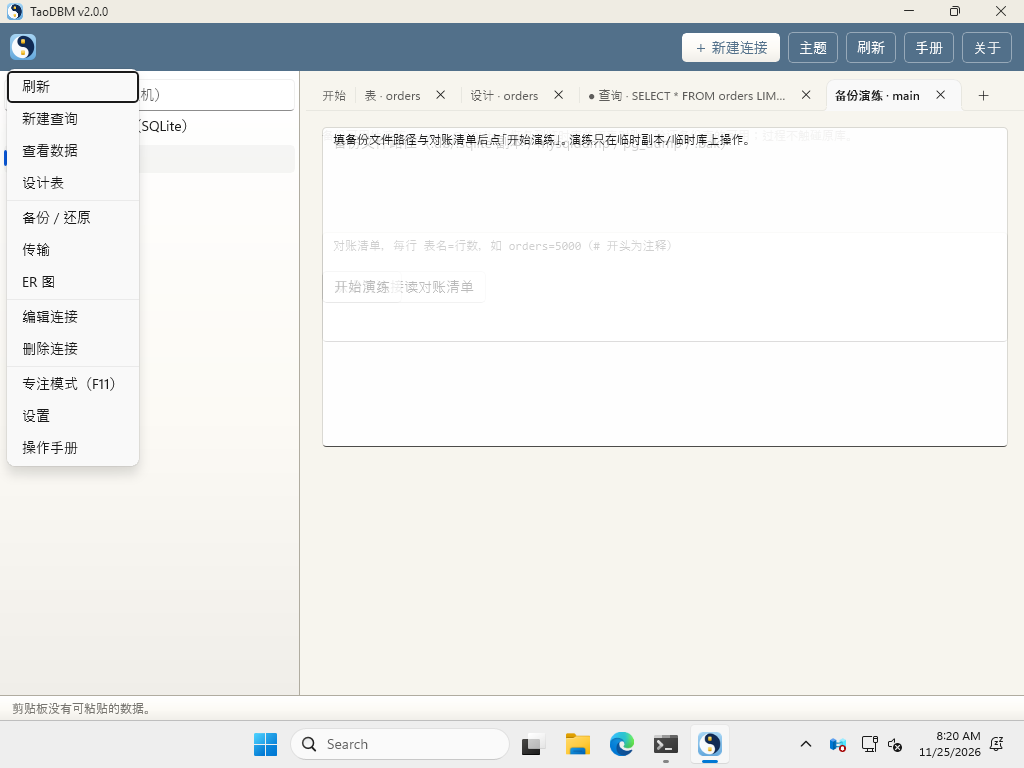 TaoDBM v2.0.0
+ 新建连接
主题
刷新
手册
关于
刷新
新建查询
查看数据
设计表
备份 / 还原
传输
ER 图
编辑连接
删除连接
专注模式（F11）
设置
操作手册
机）
(SQLite）
开始
表 · orders
设计 · orders
● 查询 · SELECT * FROM orders LIM...
备份演练 · main
填备份文件路径与对账清单后点「开始演练」。演练只在临时副本/临时库上操作。
对账清单，每行 表名=行数，如 orders=5000（# 开头为注释）
开始演练
读对账清单
剪贴板没有可粘贴的数据。
Search
8:20 AM
11/25/2026